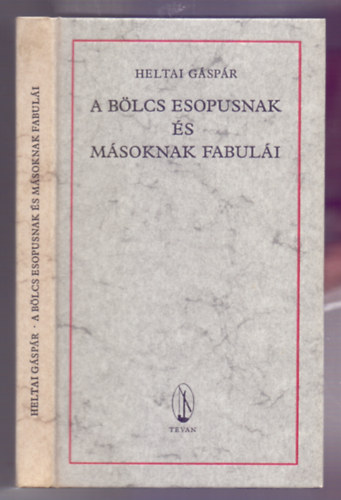 HELTAI GÁSPÁR
A BÖLCS ESOPUSNAK
ÉS
MÁSOKNAK FABULÁI
TEVAN
HELTAI GÁSPÁR · A BÖLCS ESOPUSNAK ÉS MÁSOKNAK FABULÁI